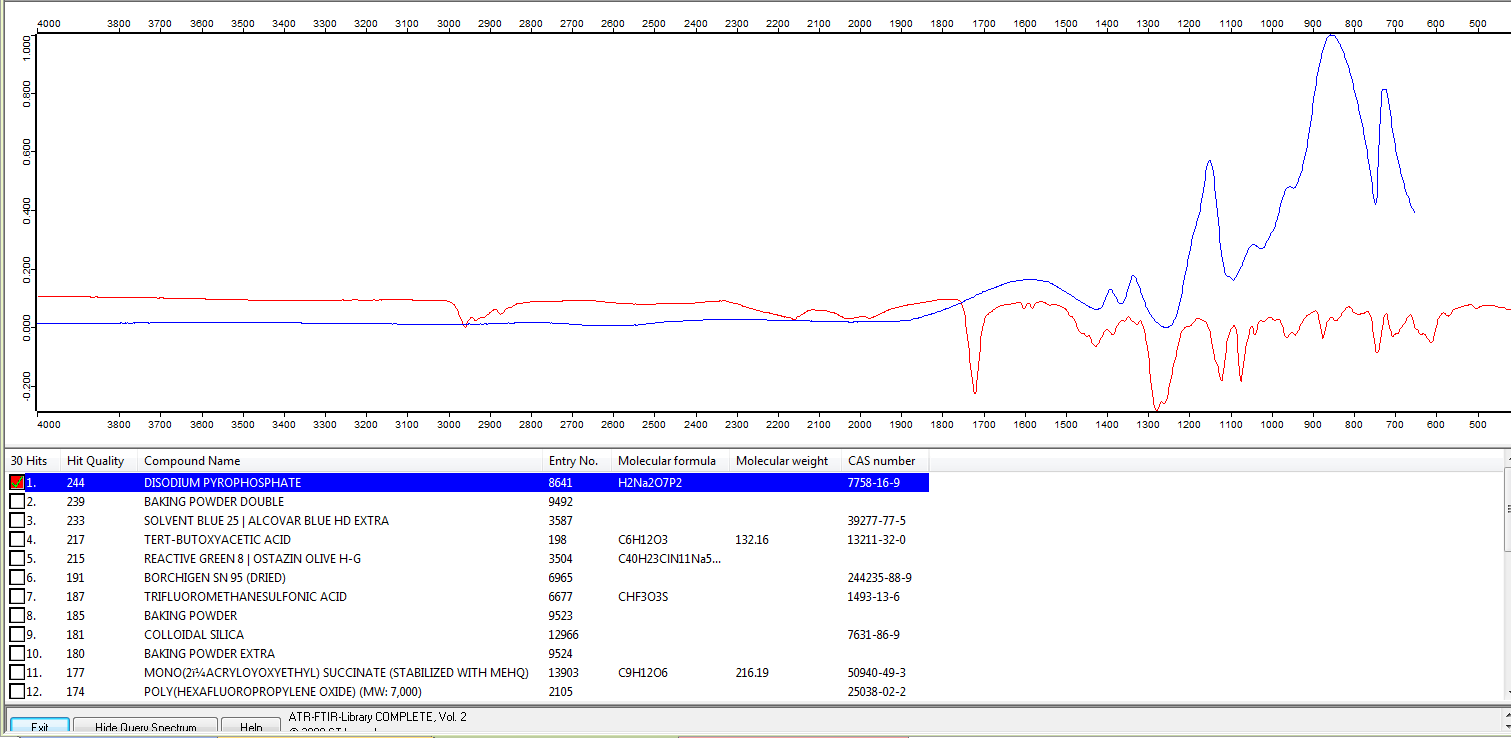 4000 3800 3700 3600 3500 3400 3300 3200 3100 3000 2900 2800 2700 2600 2500 2400 2300 2200 2100 2000 1900 1800 1700 1600 1500 1400 1300 1200 1100 1000 900 800 700 600 500
1.000
0.800
0.600
0.400
0.200
0.000
-0.200
4000 3800 3700 3600 3500 3400 3300 3200 3100 3000 2900 2800 2700 2600 2500 2400 2300 2200 2100 2000 1900 1800 1700 1600 1500 1400 1300 1200 1100 1000 900 800 700 600 500
30 Hits Hit Quality Compound Name Entry No. Molecular formula Molecular weight CAS number
1. 244 DISODIUM PYROPHOSPHATE 8641 H2Na2O7P2 7758-16-9
2. 239 BAKING POWDER DOUBLE 9492
3. 233 SOLVENT BLUE 25 | ALCOVAR BLUE HD EXTRA 3587 39277-77-5
4. 217 TERT-BUTOXYACETIC ACID 198 C6H12O3 132.16 13211-32-0
5. 215 REACTIVE GREEN 8 | OSTAZIN OLIVE H-G 3504 C40H23ClN11Na5...
6. 191 BORCHIGEN SN 95 (DRIED) 6965 244235-88-9
7. 187 TRIFLUOROMETHANESULFONIC ACID 6677 CHF3O3S 1493-13-6
8. 185 BAKING POWDER 9523
9. 181 COLLOIDAL SILICA 12966 7631-86-9
10. 180 BAKING POWDER EXTRA 9524
11. 177 MONO(2ï¼ACRYLOYOXYETHYL) SUCCINATE (STABILIZED WITH MEHQ) 13903 C9H12O6 216.19 50940-49-3
12. 174 POLY(HEXAFLUOROPROPYLENE OXIDE) (MW: 7,000) 2105 25038-02-2
Exit Hide Query Spectrum Help ATR-FTIR-Library COMPLETE, Vol. 2